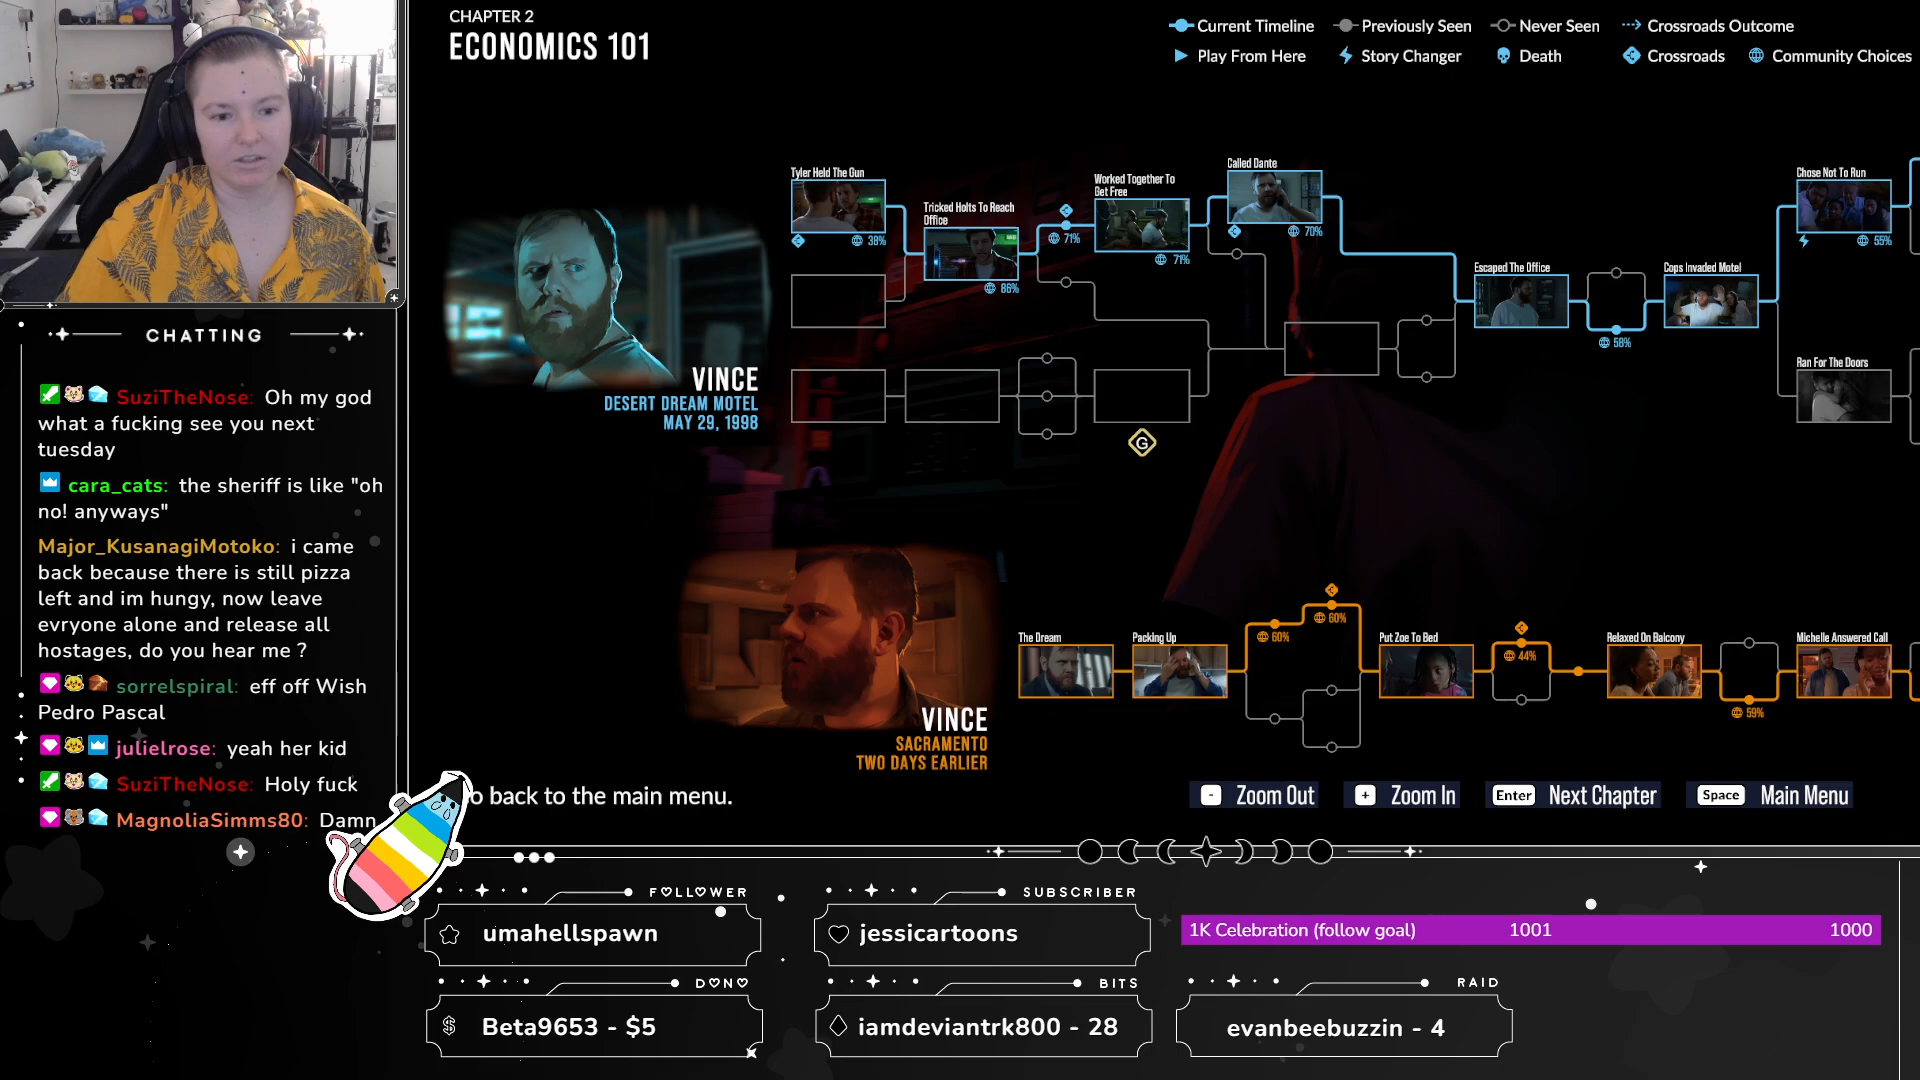 CHAPTER 2
ECONOMICS 101
Current Timeline
Previously Seen
Never Seen
Crossroads Outcome
Play From Here
Story Changer
Death
Crossroads
Community Choices
Tyler Held The Gun
38%
Tricked Holts To Reach
Office
86%
71%
Worked Together To
Get Free
71%
Called Dante
70%
Escaped The Office
58%
Cops Invaded Motel
Chose Not To Run
55%
Ran For The Doors
G
VINCE
DESERT DREAM MOTEL
MAY 29, 1998
VINCE
SACRAMENTO
TWO DAYS EARLIER
The Dream
Packing Up
60%
60%
Put Zoe To Bed
44%
Relaxed On Balcony
59%
Michelle Answered Call
o back to the main menu.
- Zoom Out
+ Zoom In
Enter Next Chapter
Space Main Menu
CHATTING
SuziTheNose: Oh my god
what a fucking see you next
tuesday
cara_cats: the sheriff is like "oh
no! anyways"
Major_KusanagiMotoko: i came
back because there is still pizza
left and im hungy, now leave
evryone alone and release all
hostages, do you hear me ?
sorrelspiral: eff off Wish
Pedro Pascal
julielrose: yeah her kid
SuziTheNose: Holy fuck
MagnoliaSimms80: Damn
FOLLOWER
umahellspawn
SUBSCRIBER
jessicartoons
1K Celebration (follow goal) 1001 1000
DONO
Beta9653 - $5
BITS
iamdeviantrk800 - 28
RAID
evanbeebuzzin - 4